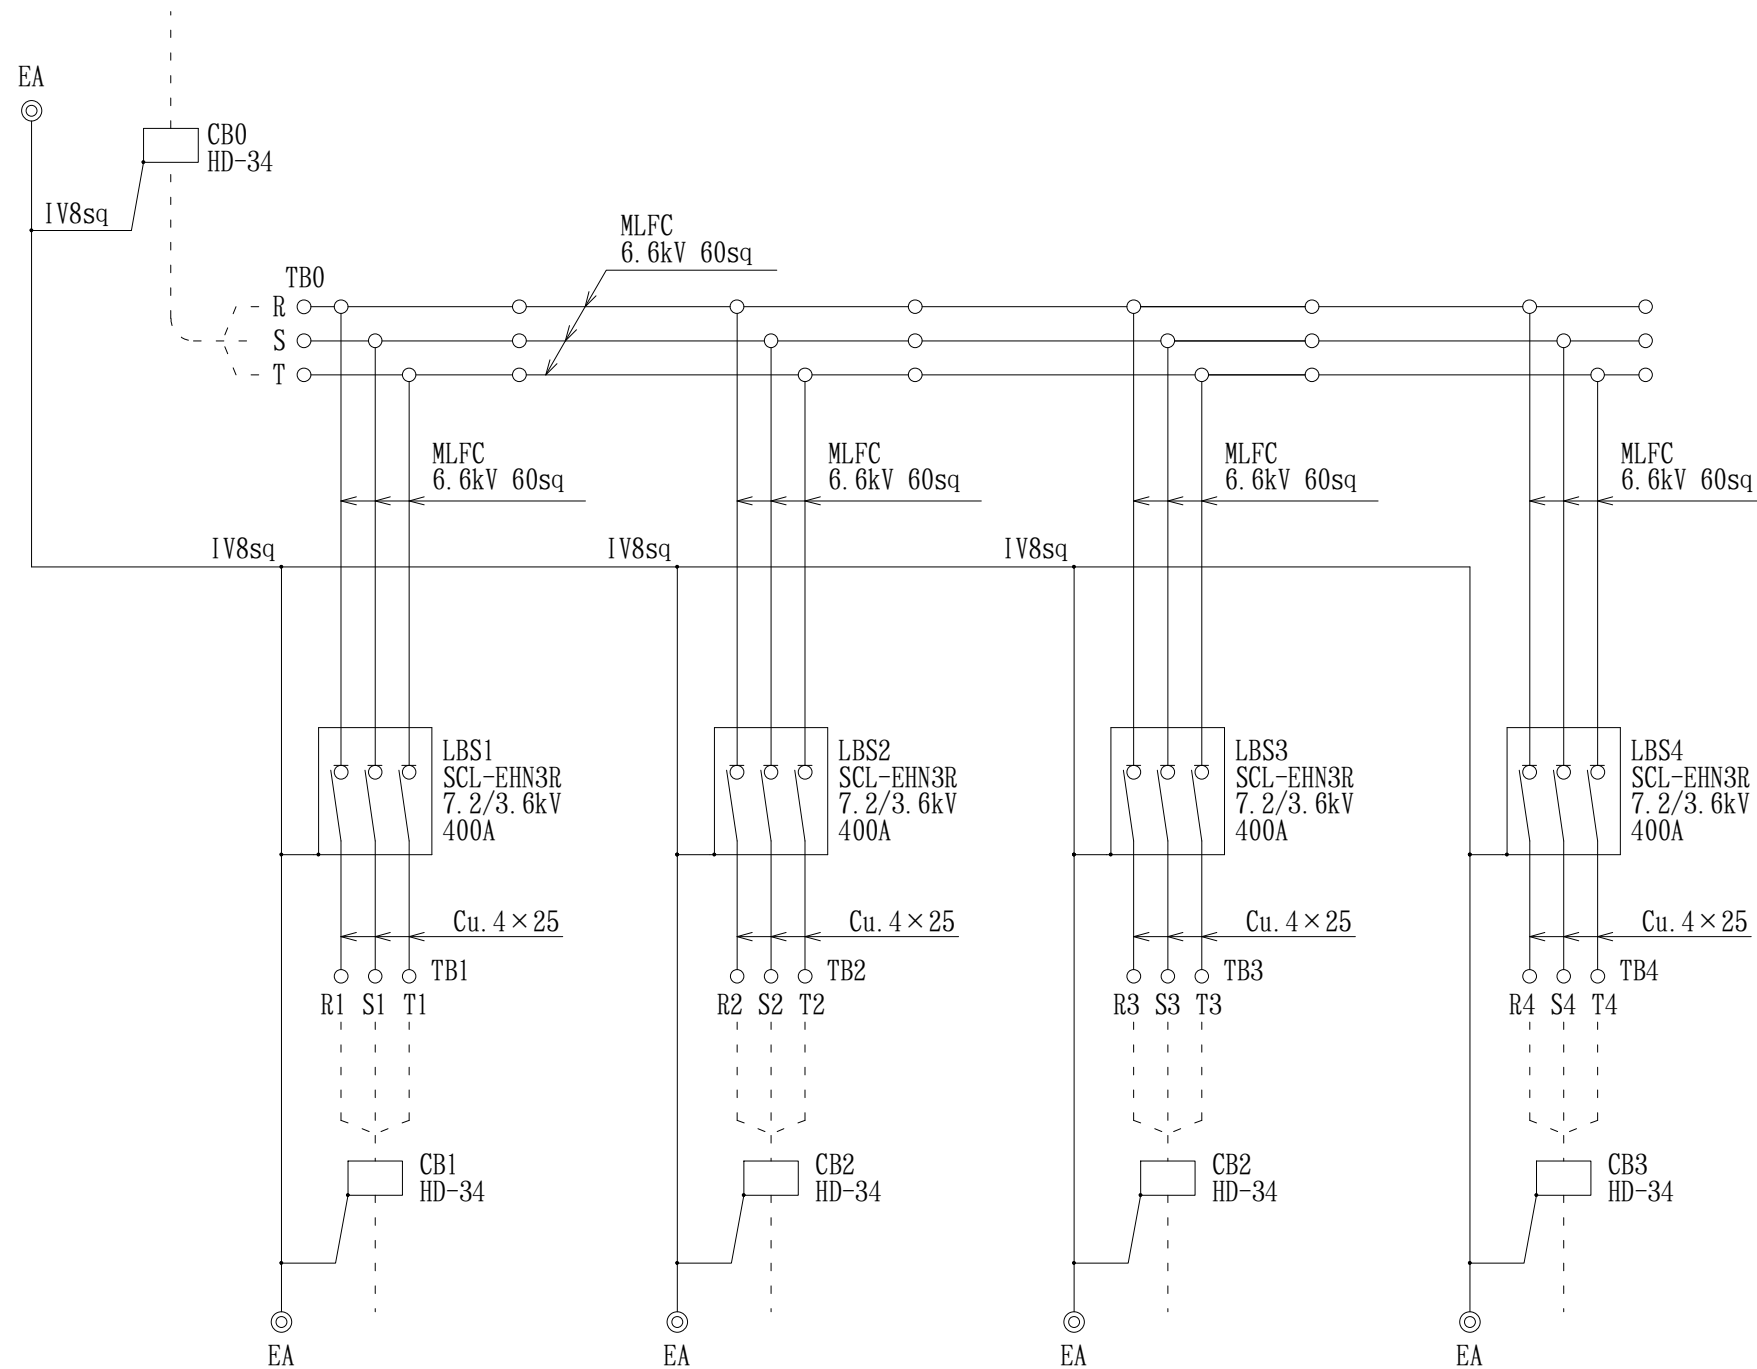 EA
CB0
HD-34
IV8sq
MLFC
6.6kV 60sq
TB0
R
S
T
MLFC
6.6kV 60sq
MLFC
6.6kV 60sq
MLFC
6.6kV 60sq
MLFC
6.6kV 60sq
IV8sq
IV8sq
IV8sq
LBS1
SCL-EHN3R
7.2/3.6kV
400A
LBS2
SCL-EHN3R
7.2/3.6kV
400A
LBS3
SCL-EHN3R
7.2/3.6kV
400A
LBS4
SCL-EHN3R
7.2/3.6kV
400A
Cu.4×25
Cu.4×25
Cu.4×25
Cu.4×25
TB1
TB2
TB3
TB4
R1 S1 T1
R2 S2 T2
R3 S3 T3
R4 S4 T4
CB1
HD-34
CB2
HD-34
CB2
HD-34
CB3
HD-34
EA
EA
EA
EA